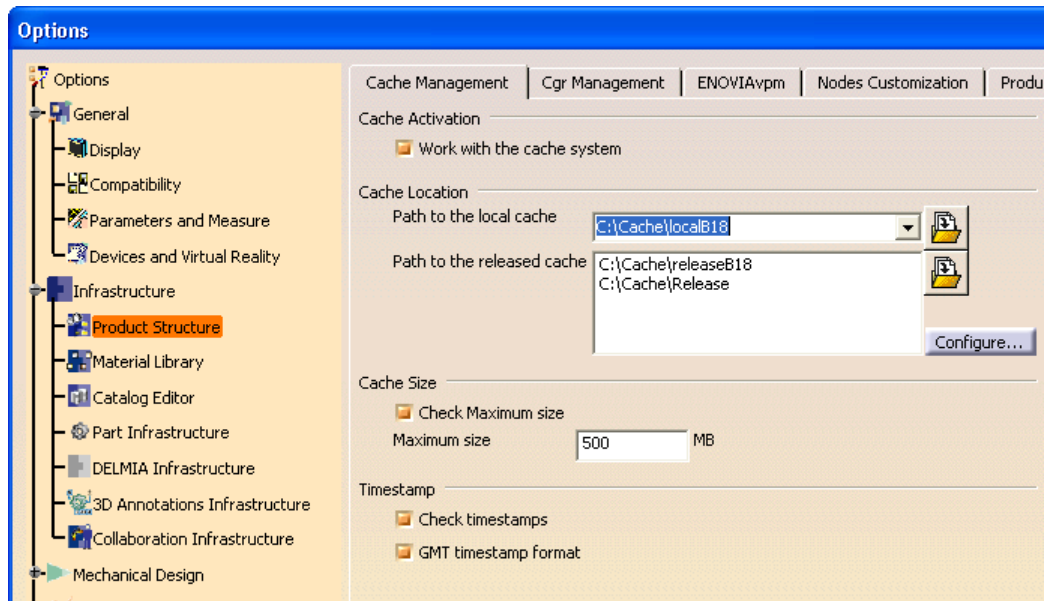 Options
Options
General
Display
Compatibility
Parameters and Measure
Devices and Virtual Reality
Infrastructure
Product Structure
Material Library
Catalog Editor
Part Infrastructure
DELMIA Infrastructure
3D Annotations Infrastructure
Collaboration Infrastructure
Mechanical Design
Cache Management Cgr Management ENOVIAvpm Nodes Customization Produ
Cache Activation
Work with the cache system
Cache Location
Path to the local cache C:\Cache\localB18
Path to the released cache C:\Cache\releaseB18
C:\Cache\Release
Configure...
Cache Size
Check Maximum size
Maximum size 500 MB
Timestamp
Check timestamps
GMT timestamp format